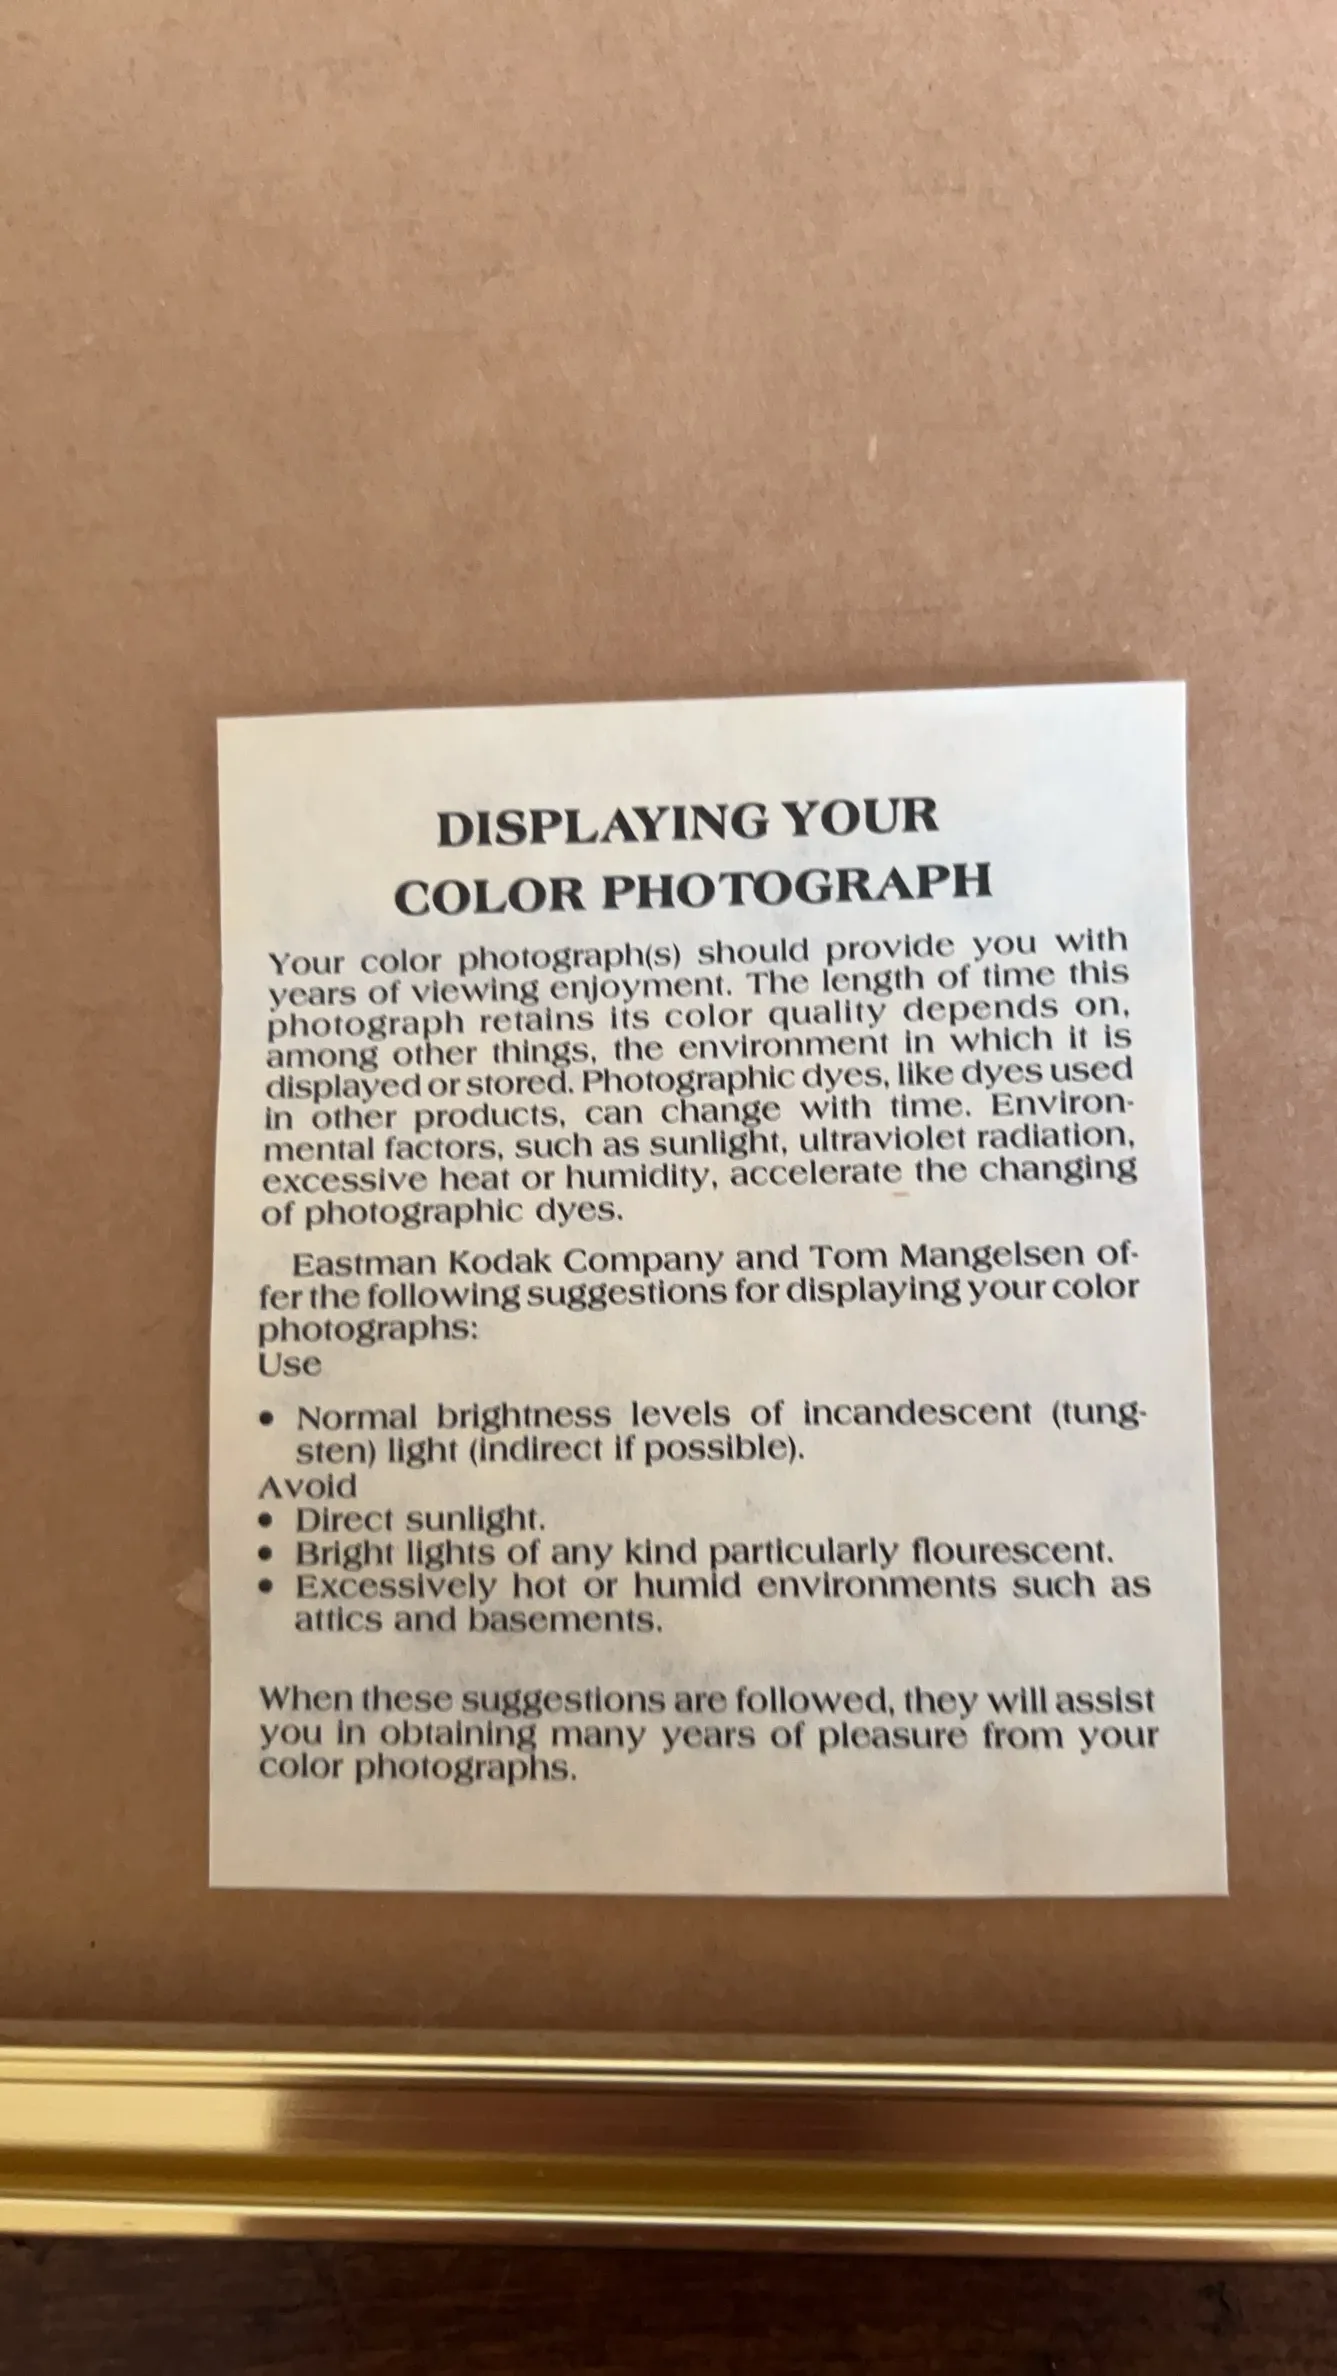 DISPLAYING YOUR
COLOR PHOTOGRAPH
Your color photograph(s) should provide you with
years of viewing enjoyment. The length of time this
photograph retains its color quality depends on,
among other things, the environment in which it is
displayed or stored. Photographic dyes, like dyes used
in other products, can change with time. Environ-
mental factors, such as sunlight, ultraviolet radiation,
excessive heat or humidity, accelerate the changing
of photographic dyes.
Eastman Kodak Company and Tom Mangelsen of-
fer the following suggestions for displaying your color
photographs:
Use
• Normal brightness levels of incandescent (tung-
sten) light (indirect if possible).
Avoid
• Direct sunlight.
• Bright lights of any kind particularly flourescent.
• Excessively hot or humid environments such as
attics and basements.
When these suggestions are followed, they will assist
you in obtaining many years of pleasure from your
color photographs.